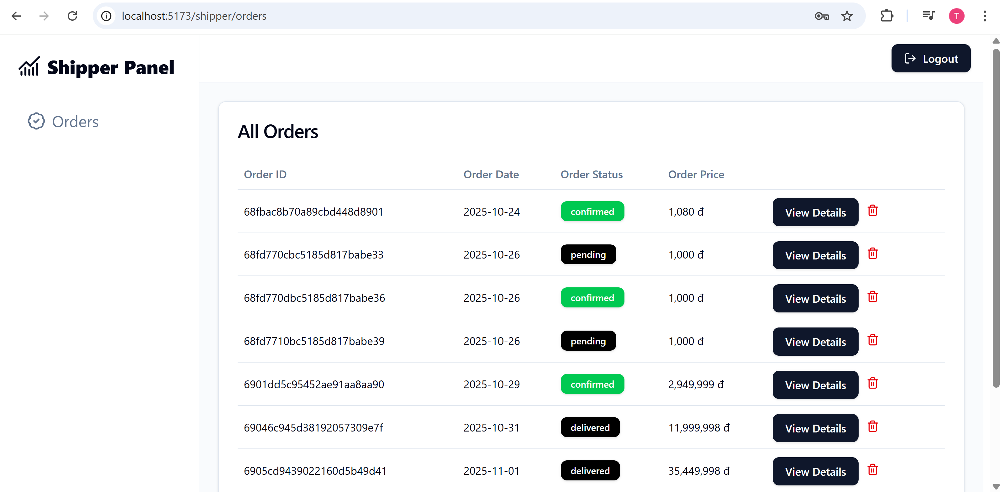 localhost:5173/shipper/orders
T
Shipper Panel
Logout
Orders
All Orders
Order ID Order Date Order Status Order Price
68fbac8b70a89cbd448d8901 2025-10-24 confirmed 1,080 đ View Details
68fd770cbc5185d817babe33 2025-10-26 pending 1,000 đ View Details
68fd770dbc5185d817babe36 2025-10-26 confirmed 1,000 đ View Details
68fd7710bc5185d817babe39 2025-10-26 pending 1,000 đ View Details
6901dd5c95452ae91aa8aa90 2025-10-29 confirmed 2,949,999 đ View Details
69046c945d38192057309e7f 2025-10-31 delivered 11,999,998 đ View Details
6905cd9439022160d5b49d41 2025-11-01 delivered 35,449,998 đ View Details